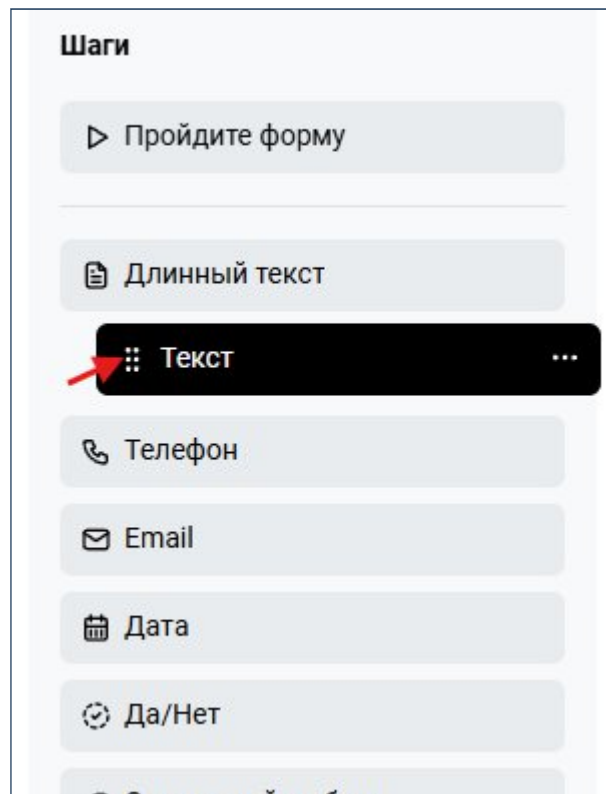 Шаги
Пройдите форму
Длинный текст
Текст
Телефон
Email
Дата
Да/Нет